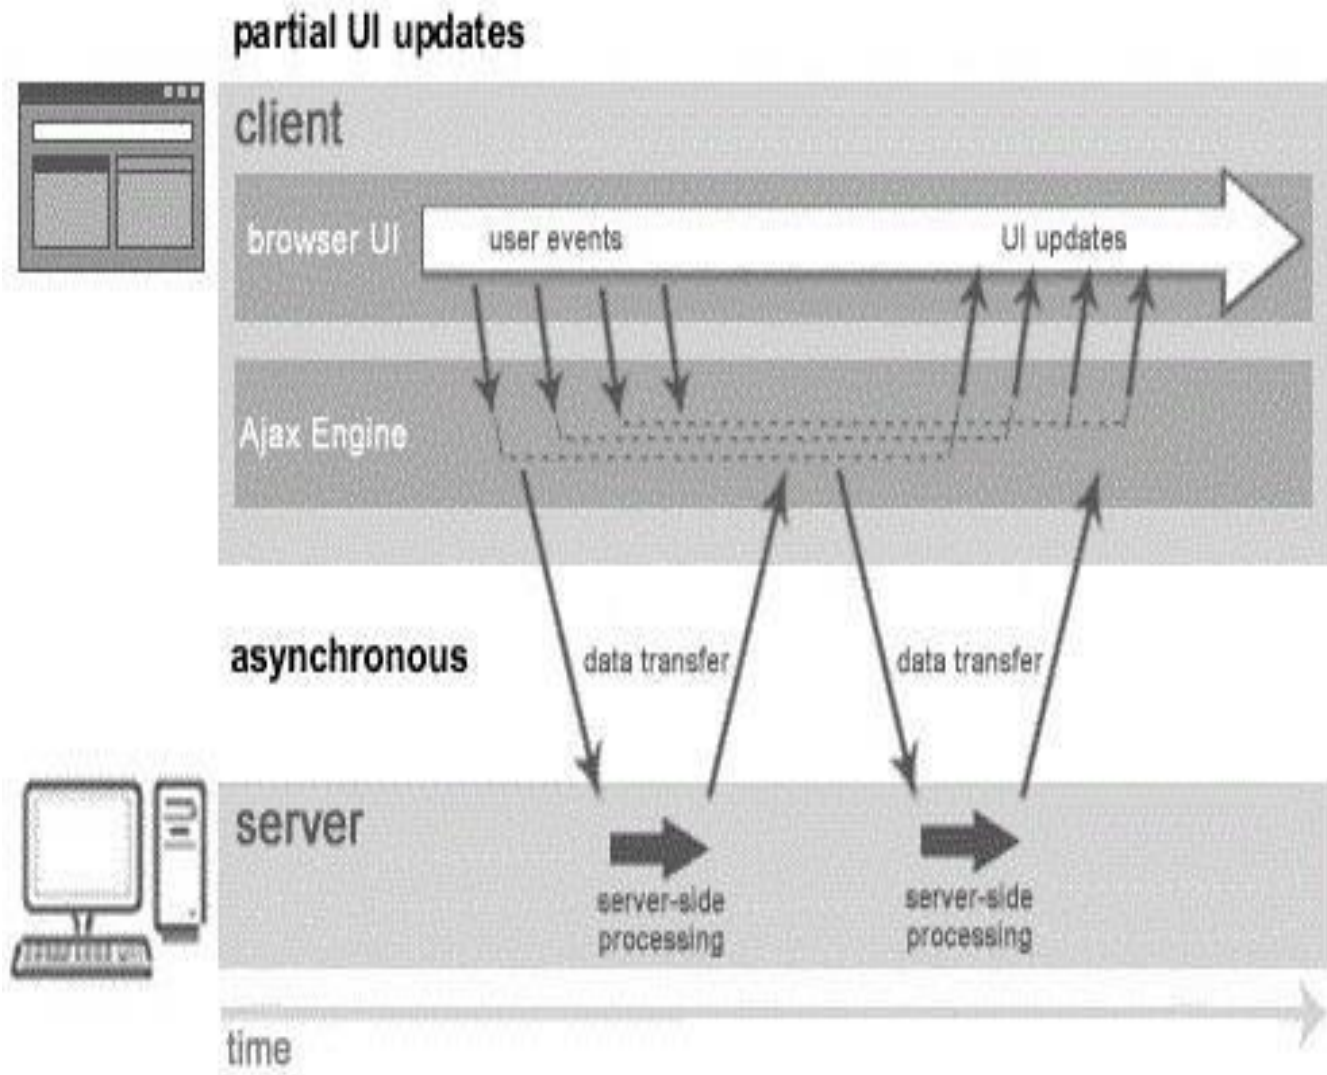 partial UI updates
client
browser UI
user events
UI updates
Ajax Engine
asynchronous
data transfer
data transfer
server
server-side
processing
server-side
processing
time